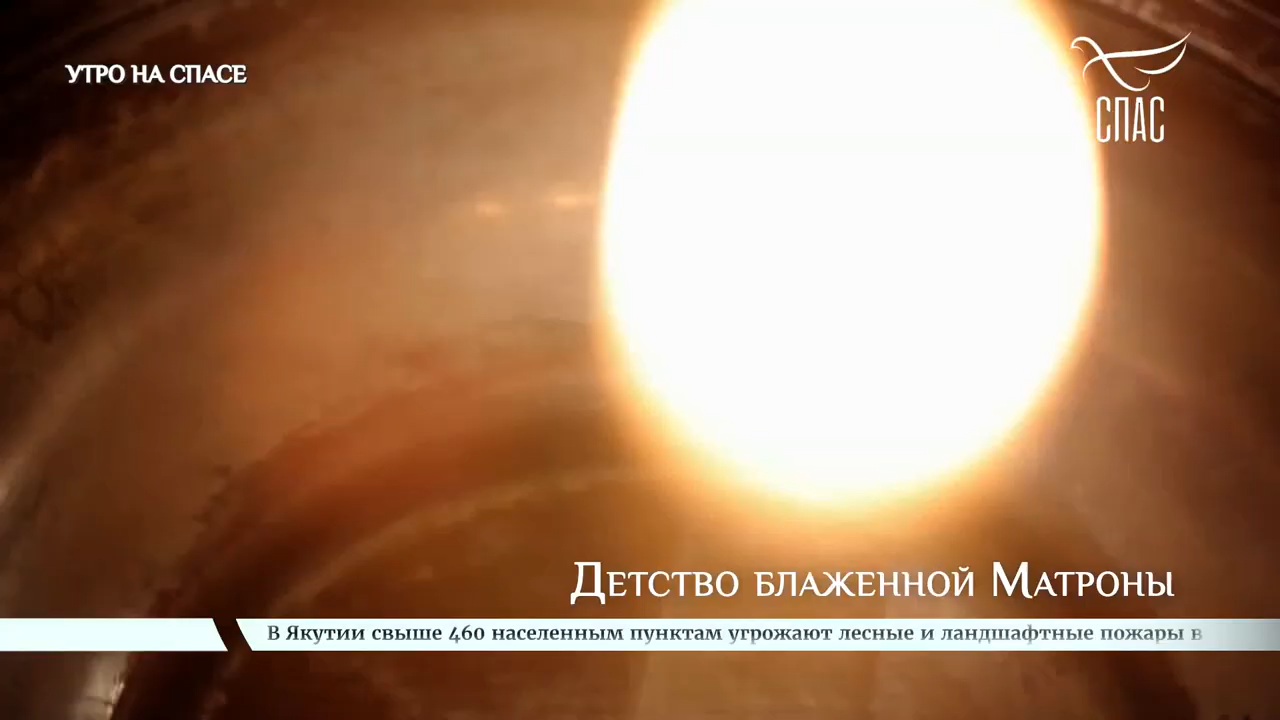 УТРО НА СПАСЕ
СПАС
Детство блаженной Матроны
В Якутии свыше 460 населенным пунктам угрожают лесные и ландшафтные пожары в